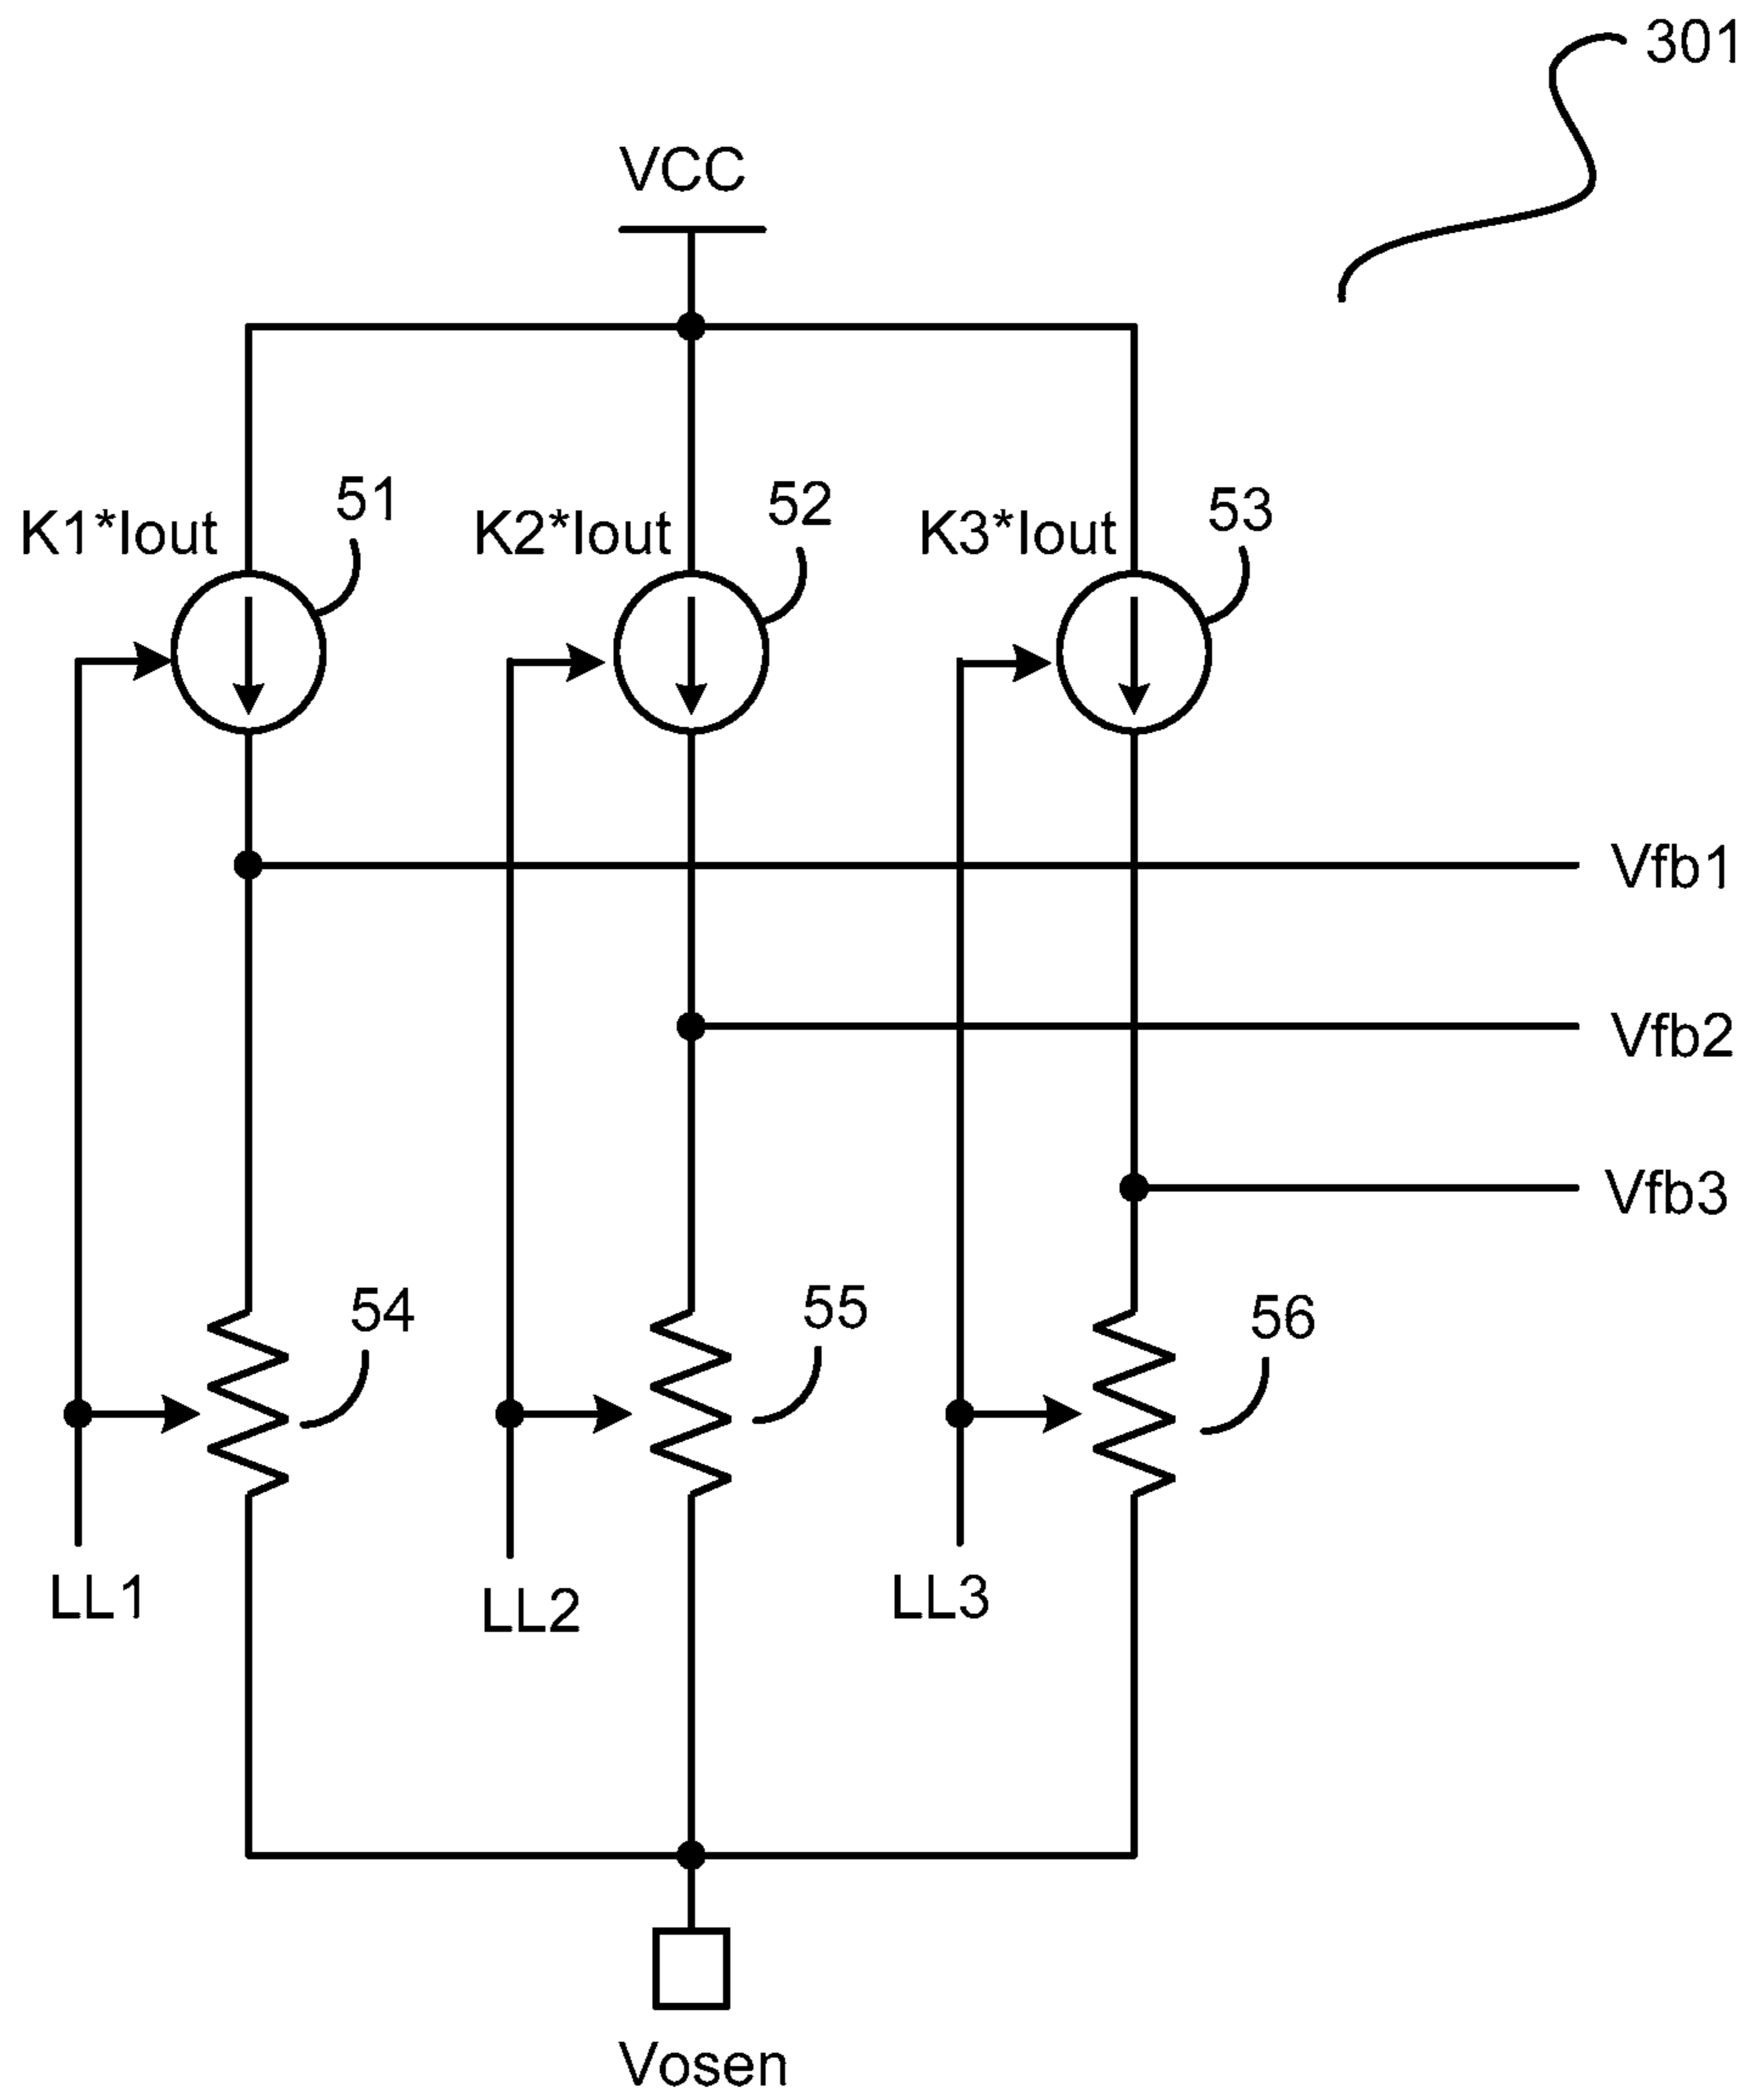 301
VCC
K1*Iout
51
K2*Iout
52
K3*Iout
53
Vfb1
Vfb2
Vfb3
54
55
56
LL1
LL2
LL3
Vosen